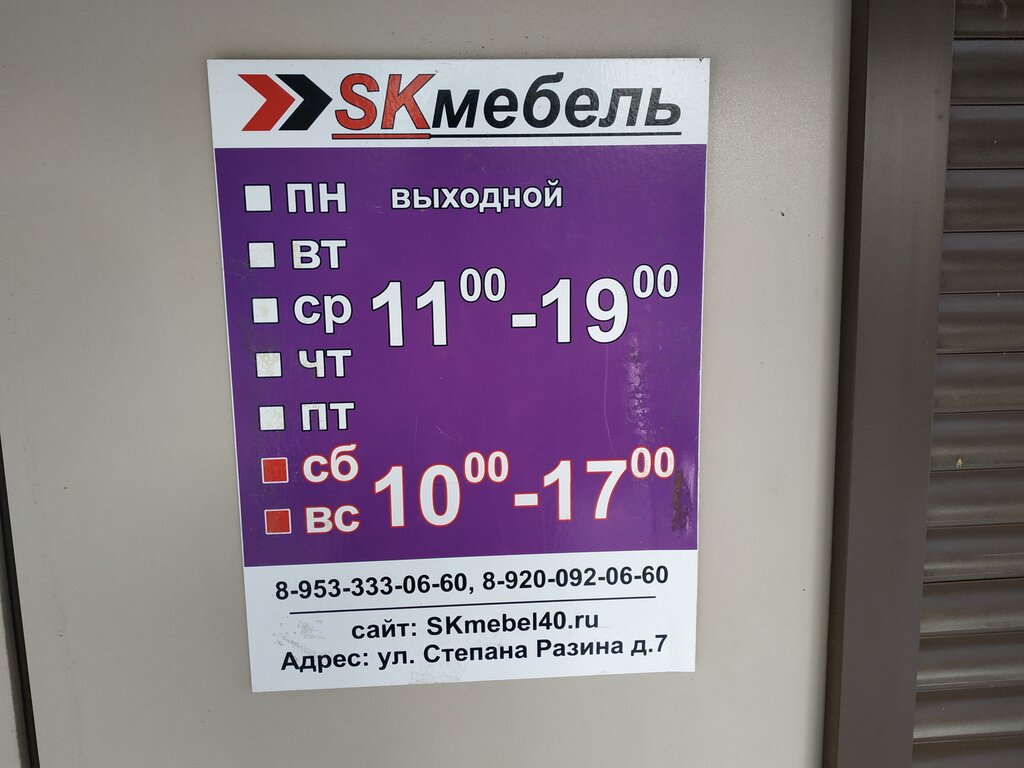 SKмебель
пн выходной
вт
ср 11⁰⁰-19⁰⁰
чт
пт
сб
вс 10⁰⁰-17⁰⁰
8-953-333-06-60, 8-920-092-06-60
сайт: SKmebel40.ru
Адрес: ул. Степана Разина д.7